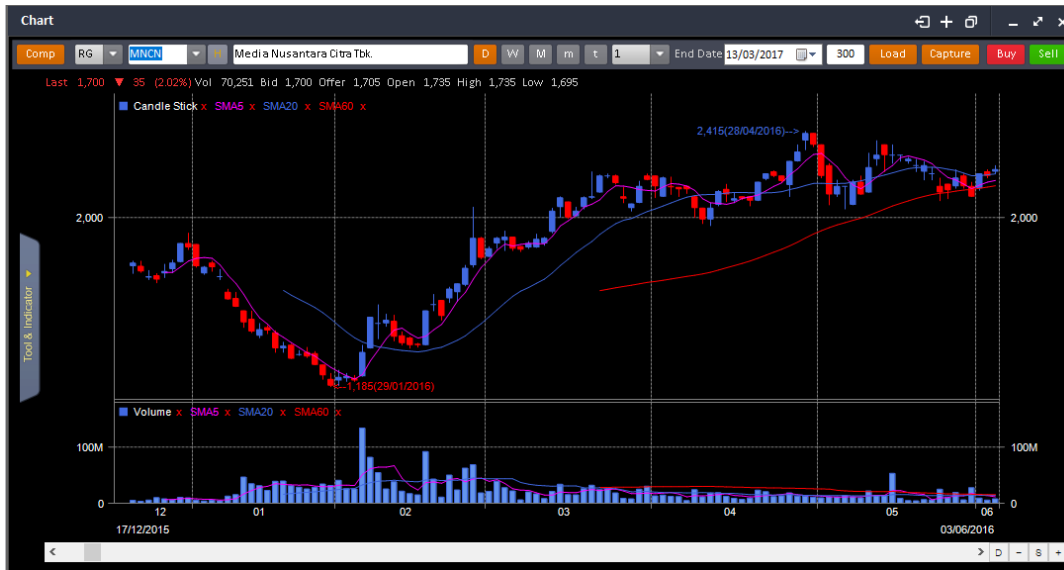 Chart
Comp RG MNCN H Media Nusantara Citra Tbk. D W M m t 1 End Date 13/03/2017 300 Load Capture Buy Sell
Last 1,700 ▼ 35 (2.02%) Vol 70,251 Bid 1,700 Offer 1,705 Open 1,735 High 1,735 Low 1,695
Candle Stick x SMA5 x SMA20 x SMA60 x
2,415(28/04/2016)-->
2,000 2,000
Tool & Indicator
<--1,185(29/01/2016)
Volume x SMA5 x SMA20 x SMA60 x
100M 100M
0 0
12 01 02 03 04 05 06
17/12/2015 03/06/2016
D - S +